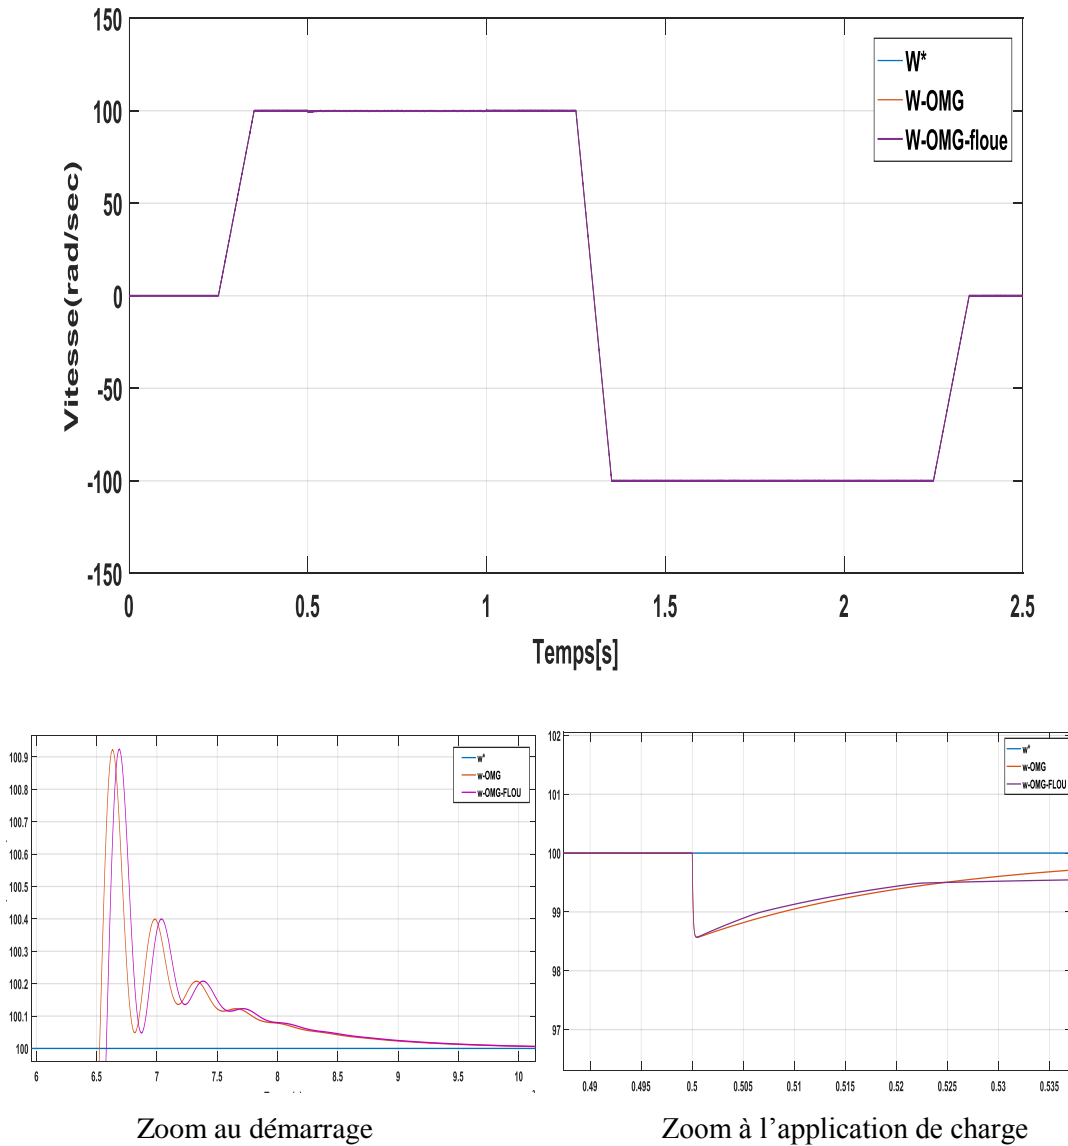 150
100
50
0
-50
-100
-150
Vitesse(rad/sec)
W*
W-OMG
W-OMG-floue
0 0.5 1 1.5 2 2.5
Temps[s]
100.9
100.8
100.7
100.6
100.5
100.4
100.3
100.2
100.1
100
w*
w-OMG
w-OMG-FLOU
6 6.5 7 7.5 8 8.5 9 9.5 10
102
101
100
99
98
97
w*
w-OMG
w-OMG-FLOU
0.49 0.495 0.5 0.505 0.51 0.515 0.52 0.525 0.53 0.535
Zoom au démarrage
Zoom à l’application de charge